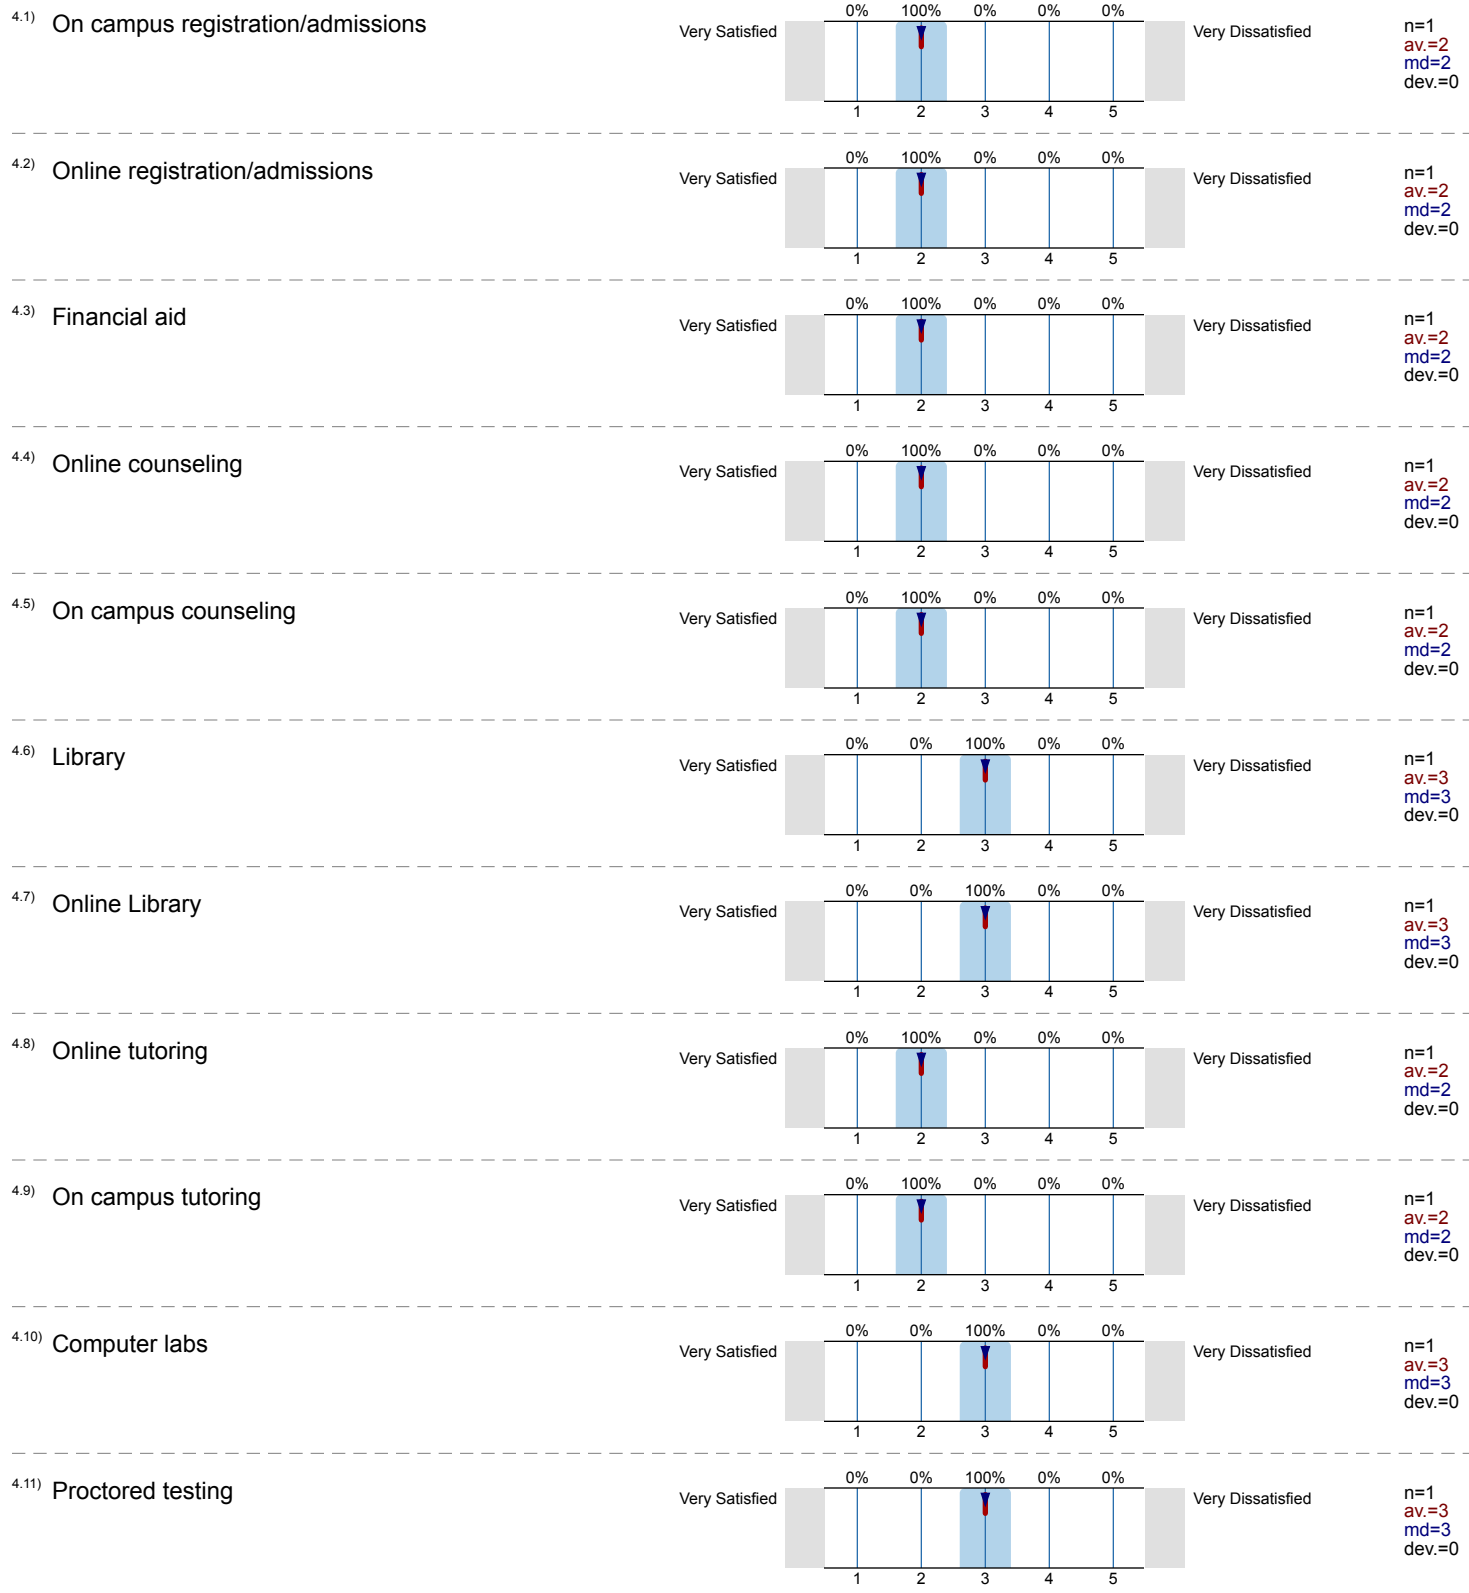 4.1) On campus registration/admissions
0% 100% 0% 0% 0%
Very Satisfied Very Dissatisfied
1 2 3 4 5
n=1
av.=2
md=2
dev.=0
4.2) Online registration/admissions
0% 100% 0% 0% 0%
Very Satisfied Very Dissatisfied
1 2 3 4 5
n=1
av.=2
md=2
dev.=0
4.3) Financial aid
0% 100% 0% 0% 0%
Very Satisfied Very Dissatisfied
1 2 3 4 5
n=1
av.=2
md=2
dev.=0
4.4) Online counseling
0% 100% 0% 0% 0%
Very Satisfied Very Dissatisfied
1 2 3 4 5
n=1
av.=2
md=2
dev.=0
4.5) On campus counseling
0% 100% 0% 0% 0%
Very Satisfied Very Dissatisfied
1 2 3 4 5
n=1
av.=2
md=2
dev.=0
4.6) Library
0% 0% 100% 0% 0%
Very Satisfied Very Dissatisfied
1 2 3 4 5
n=1
av.=3
md=3
dev.=0
4.7) Online Library
0% 0% 100% 0% 0%
Very Satisfied Very Dissatisfied
1 2 3 4 5
n=1
av.=3
md=3
dev.=0
4.8) Online tutoring
0% 100% 0% 0% 0%
Very Satisfied Very Dissatisfied
1 2 3 4 5
n=1
av.=2
md=2
dev.=0
4.9) On campus tutoring
0% 100% 0% 0% 0%
Very Satisfied Very Dissatisfied
1 2 3 4 5
n=1
av.=2
md=2
dev.=0
4.10) Computer labs
0% 0% 100% 0% 0%
Very Satisfied Very Dissatisfied
1 2 3 4 5
n=1
av.=3
md=3
dev.=0
4.11) Proctored testing
0% 0% 100% 0% 0%
Very Satisfied Very Dissatisfied
1 2 3 4 5
n=1
av.=3
md=3
dev.=0